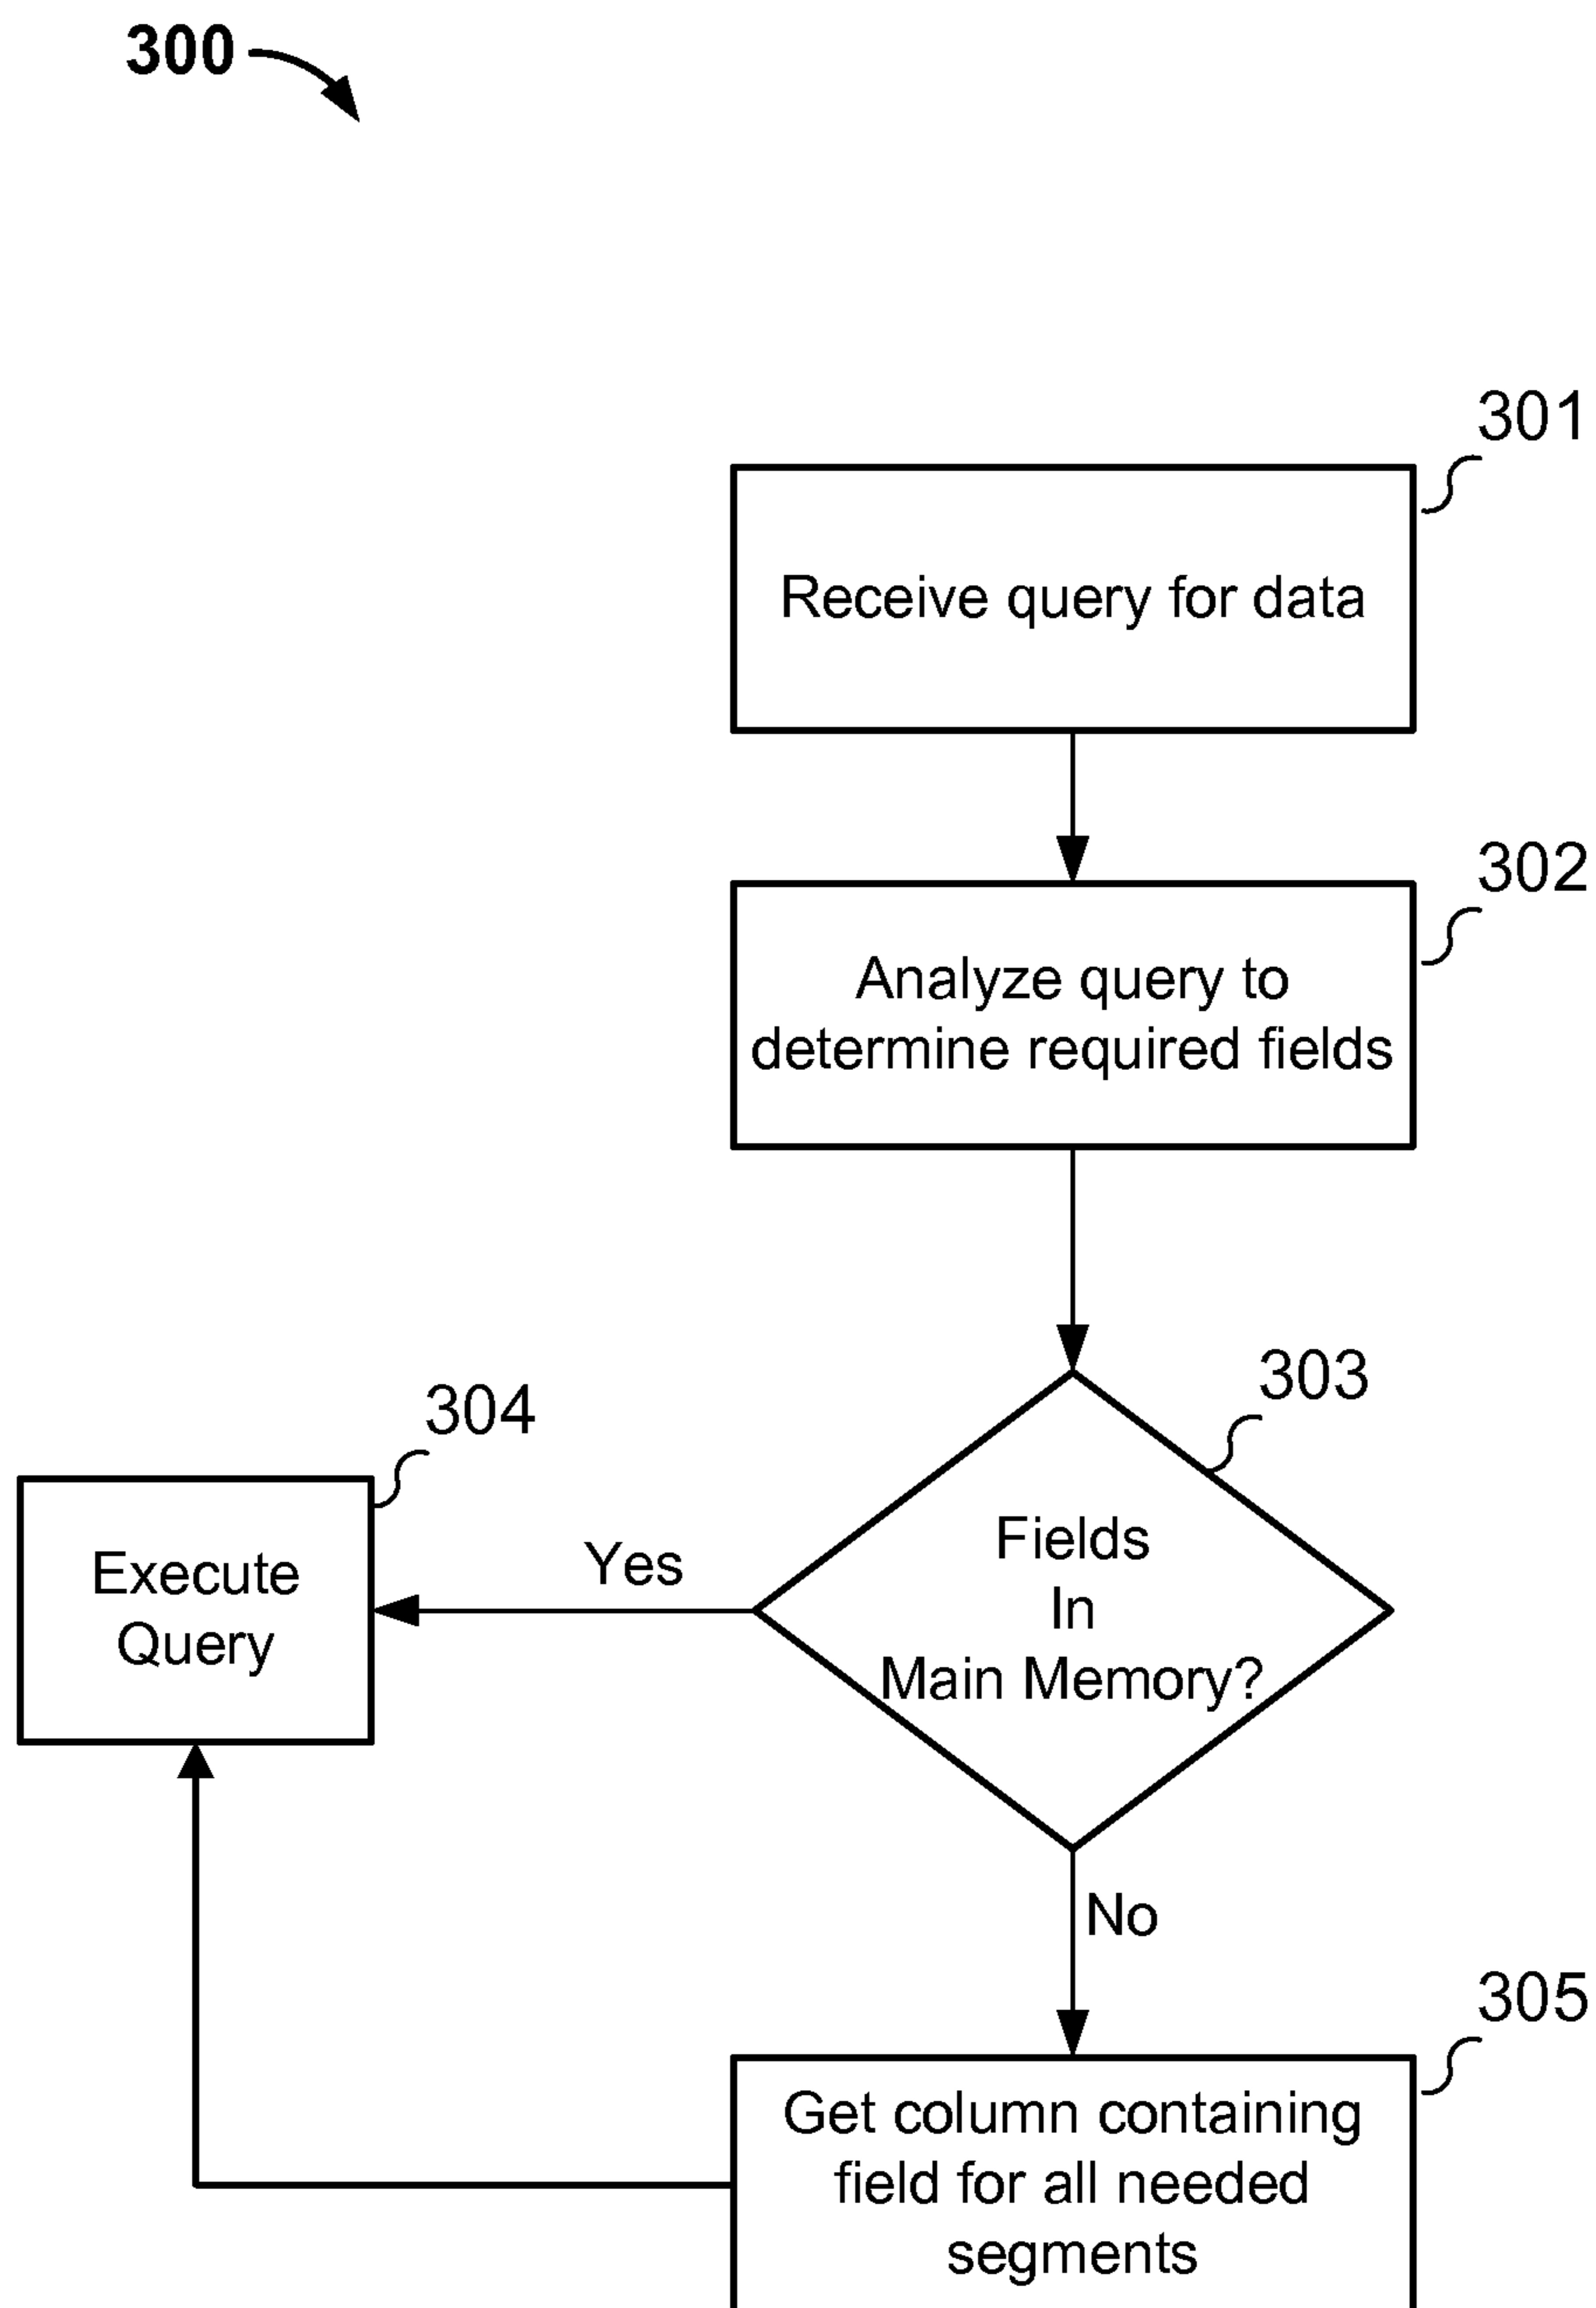 300
301
Receive query for data
302
Analyze query to
determine required fields
303
Fields
In
Main Memory?
304
Execute
Query
Yes
No
305
Get column containing
field for all needed
segments